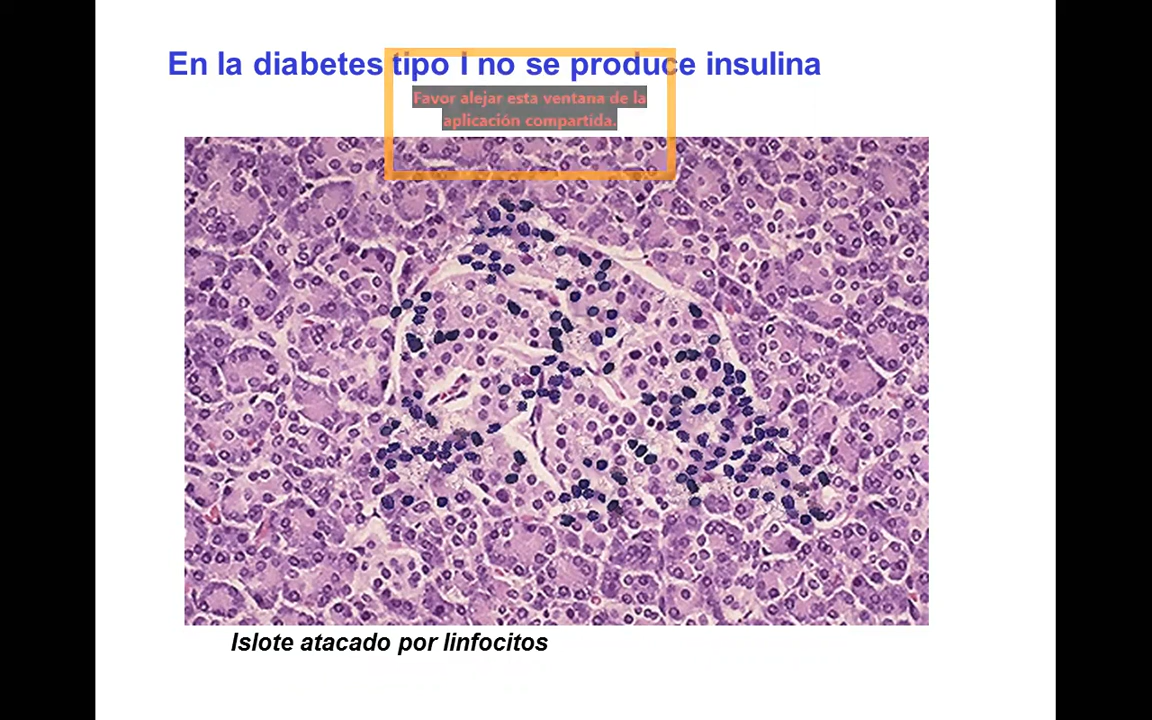 En la diabetes tipo I no se produce insulina
Favor alejar esta ventana de la
aplicación compartida.
Islote atacado por linfocitos